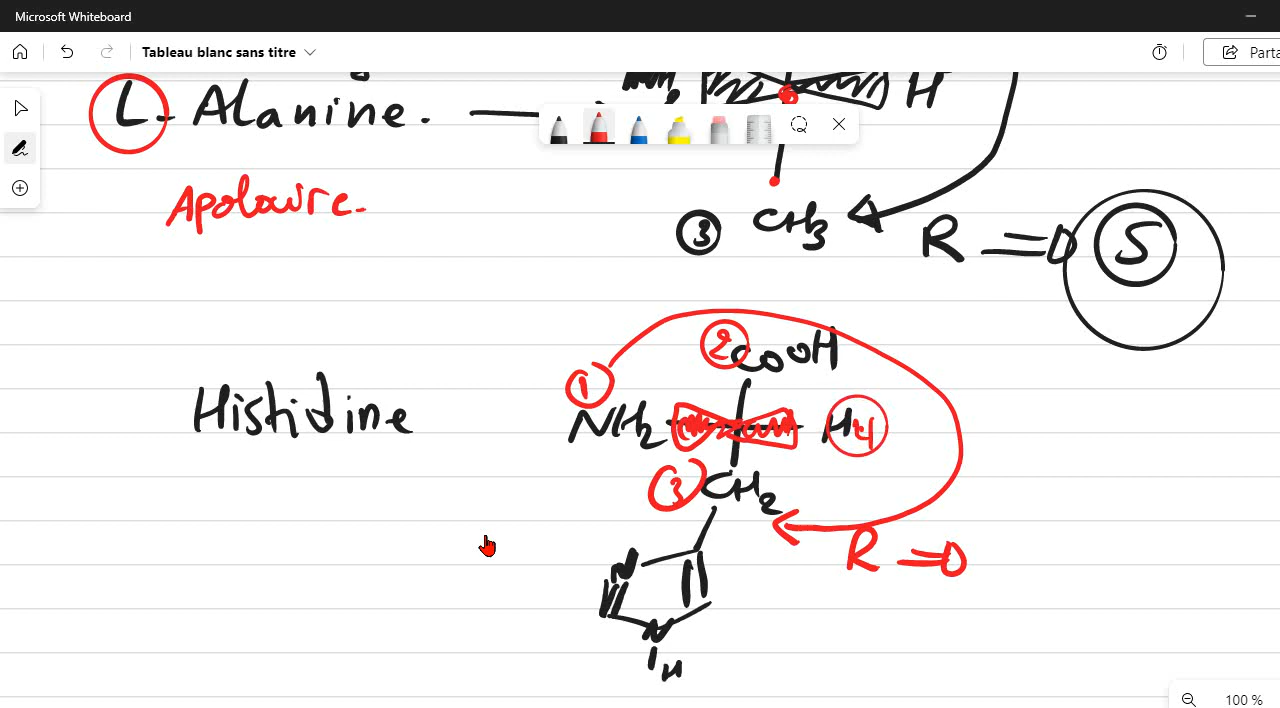 Microsoft Whiteboard
Tableau blanc sans titre
Parta
L-Alanine.
H
Apolaire.
3 CH3
R ⇒ S
2 COOH
1
Histidine
NH2 H 4
3 CH2
R ⇒
N
N
H
100 %